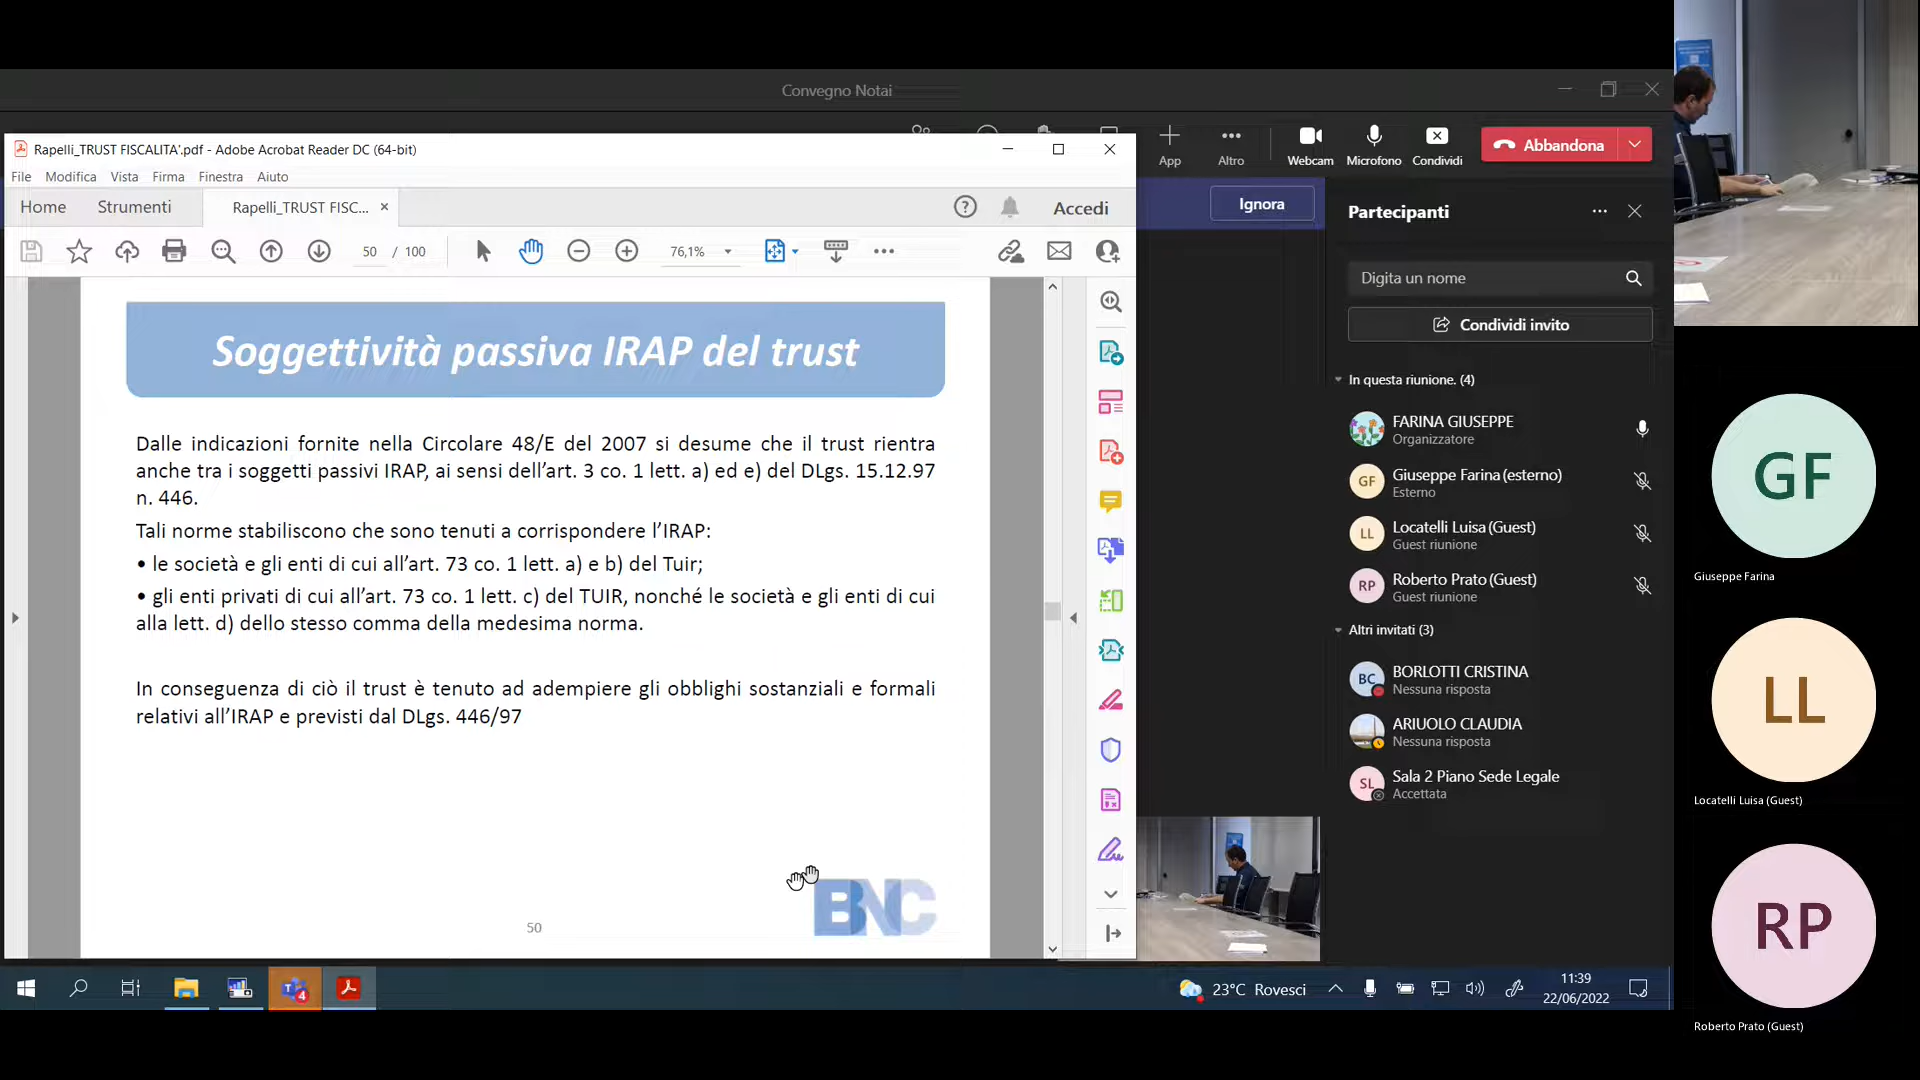 Convegno Notai
App
Altro
Webcam
Microfono
Condividi
Abbandona
Rapelli_TRUST FISCALITA'.pdf - Adobe Acrobat Reader DC (64-bit)
File Modifica Vista Firma Finestra Aiuto
Home Strumenti Rapelli_TRUST FISC... Accedi
50 / 100 76,1%
Ignora
Soggettività passiva IRAP del trust
Dalle indicazioni fornite nella Circolare 48/E del 2007 si desume che il trust rientra
anche tra i soggetti passivi IRAP, ai sensi dell'art. 3 co. 1 lett. a) ed e) del DLgs. 15.12.97
n. 446.
Tali norme stabiliscono che sono tenuti a corrispondere l'IRAP:
• le società e gli enti di cui all'art. 73 co. 1 lett. a) e b) del Tuir;
• gli enti privati di cui all'art. 73 co. 1 lett. c) del TUIR, nonché le società e gli enti di cui
alla lett. d) dello stesso comma della medesima norma.
In conseguenza di ciò il trust è tenuto ad adempiere gli obblighi sostanziali e formali
relativi all'IRAP e previsti dal DLgs. 446/97
50
BNC
Partecipanti
Digita un nome
Condividi invito
In questa riunione. (4)
FARINA GIUSEPPE
Organizzatore
GF
Giuseppe Farina (esterno)
Esterno
LL
Locatelli Luisa (Guest)
Guest riunione
RP
Roberto Prato (Guest)
Guest riunione
Altri invitati (3)
BC
BORLOTTI CRISTINA
Nessuna risposta
ARIUOLO CLAUDIA
Nessuna risposta
SL
Sala 2 Piano Sede Legale
Accettata
GF
Giuseppe Farina
LL
Locatelli Luisa (Guest)
RP
Roberto Prato (Guest)
T
4
23°C Rovesci
11:39
22/06/2022